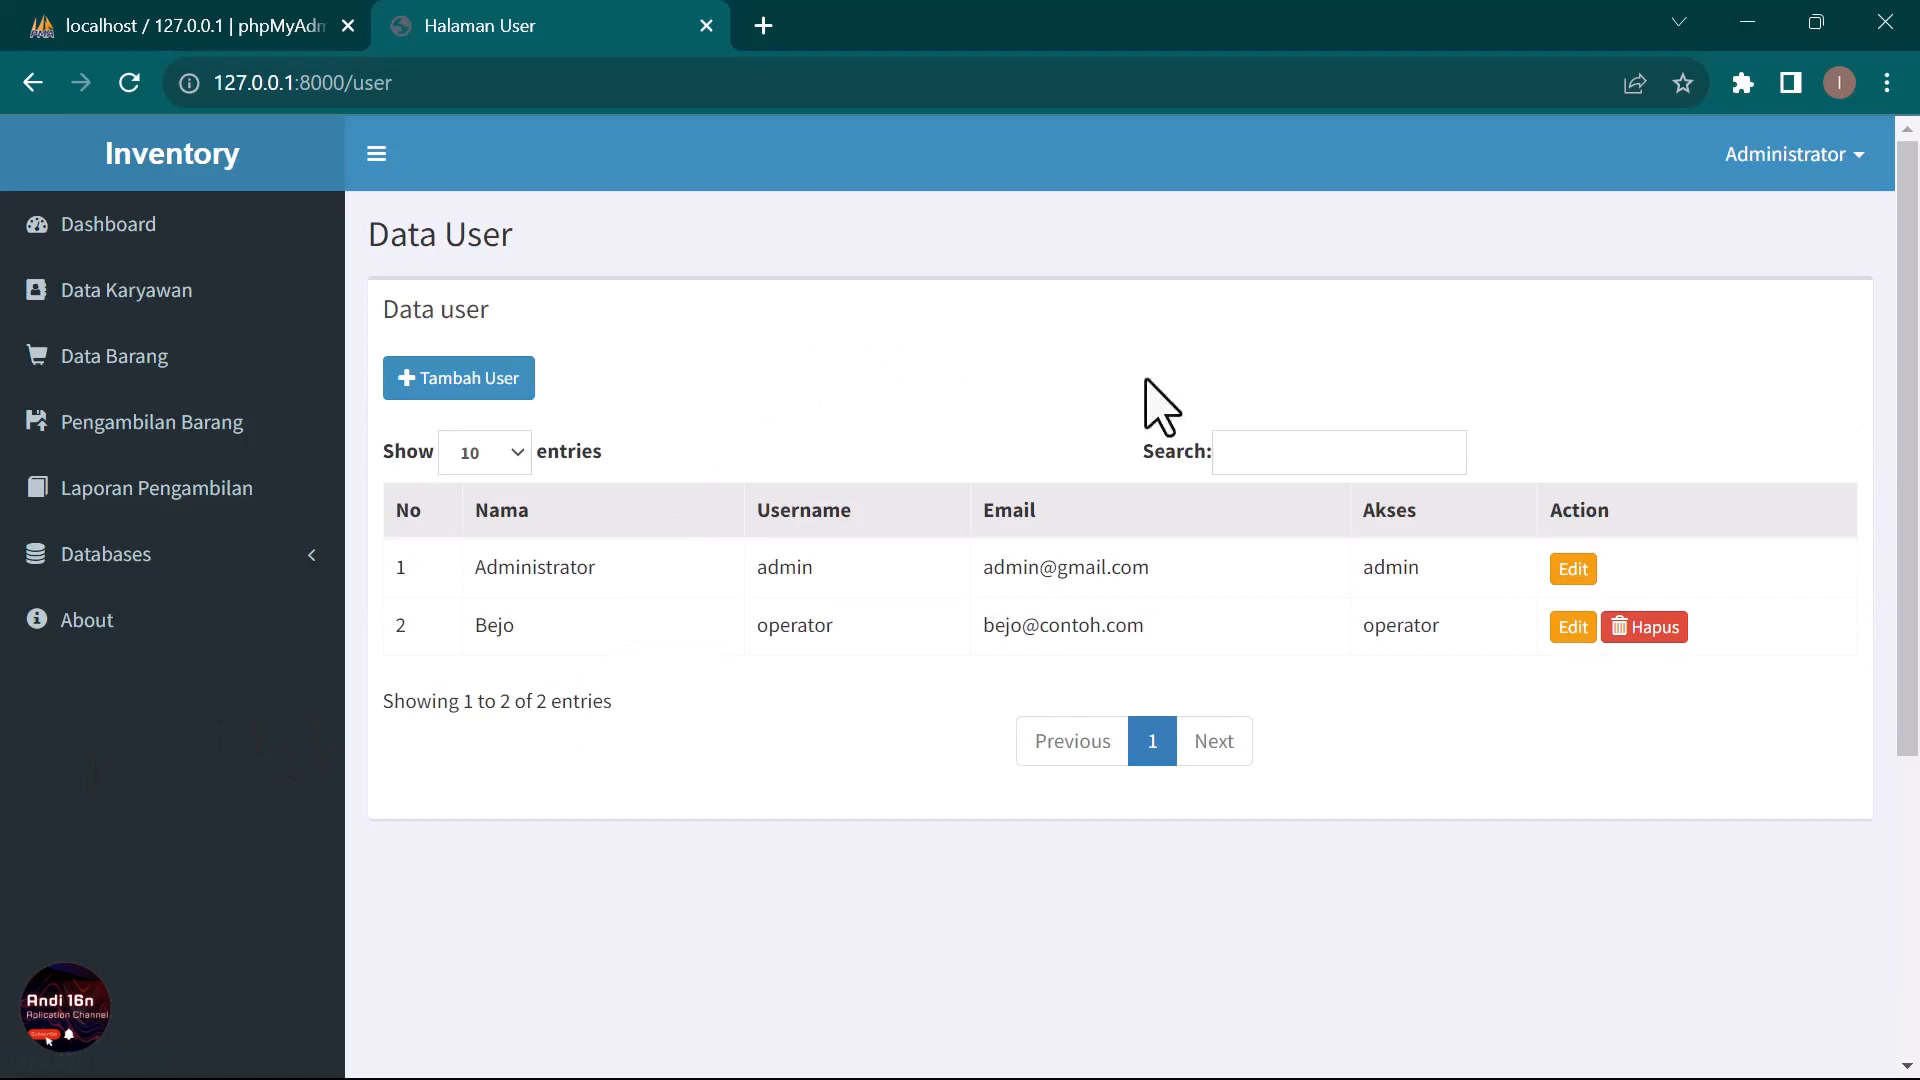 localhost / 127.0.0.1 | phpMyAdm
Halaman User
127.0.0.1:8000/user
I
Inventory
Administrator
Dashboard
Data Karyawan
Data Barang
Pengambilan Barang
Laporan Pengambilan
Databases
About
Data User
Data user
Tambah User
Show 10 entries
Search:
No Nama Username Email Akses Action
1 Administrator admin admin@gmail.com admin Edit
2 Bejo operator bejo@contoh.com operator Edit Hapus
Showing 1 to 2 of 2 entries
Previous 1 Next
Andi 16n
Aplication Channel